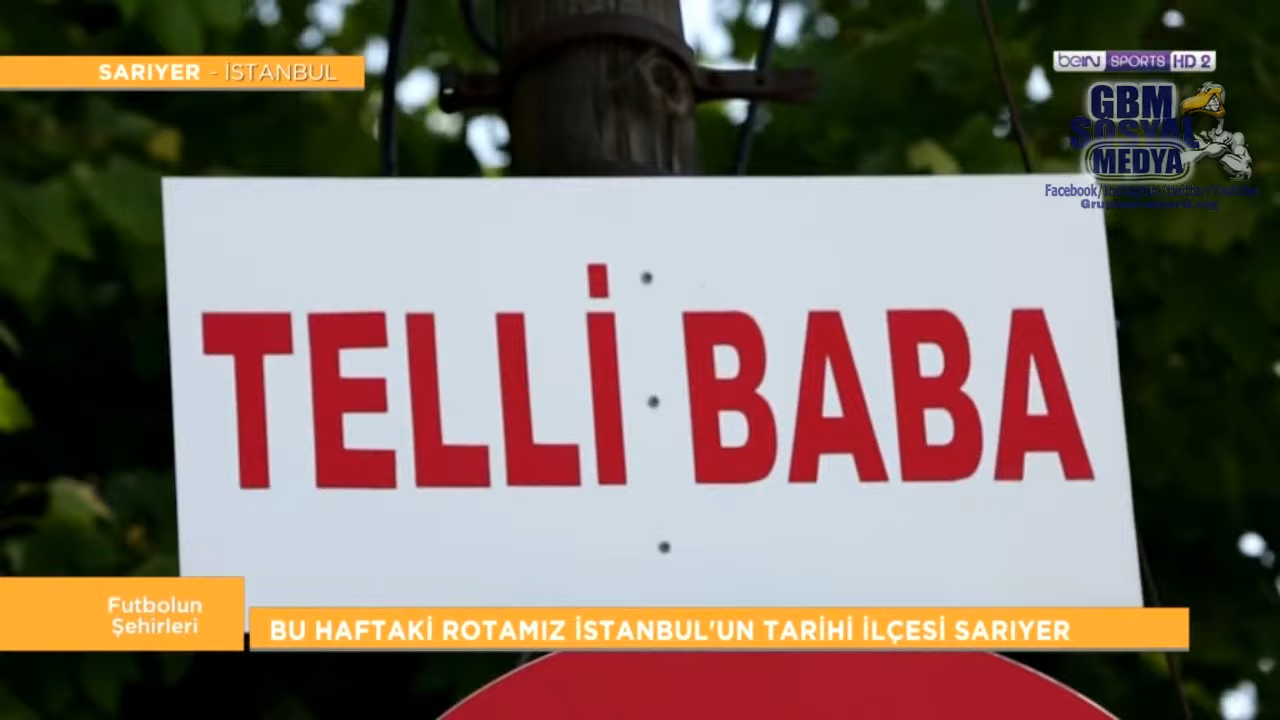 SARIYER - İSTANBUL
beIN SPORTS HD 2
GBM
SOSYAL
MEDYA
TELLİ BABA
Futbolun
Şehirleri
BU HAFTAKİ ROTAMIZ İSTANBUL'UN TARİHİ İLÇESİ SARIYER